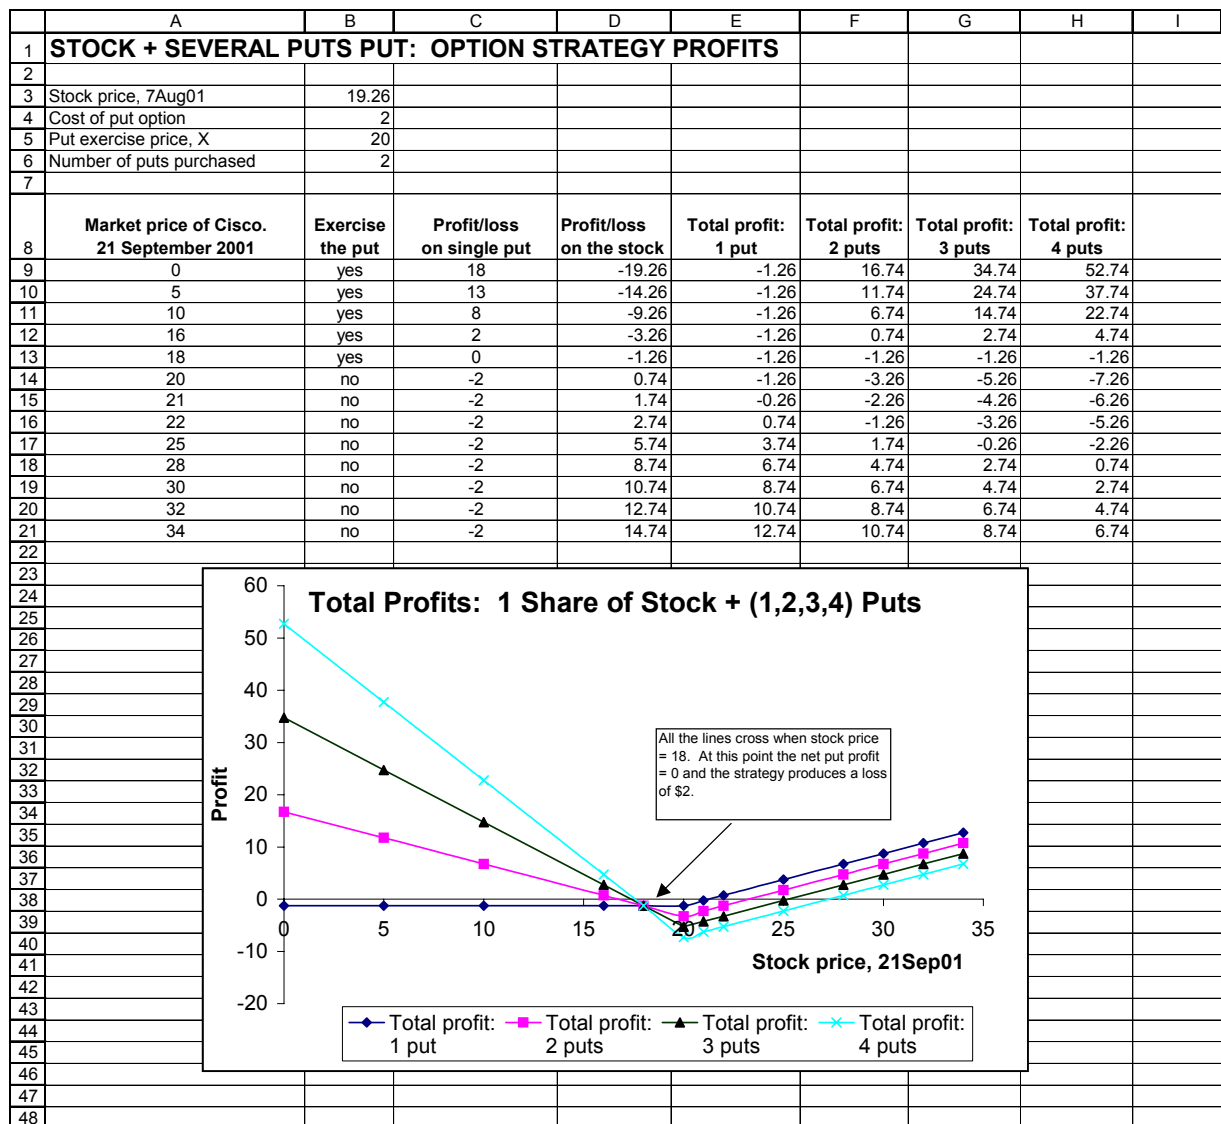 A B C D E F G H I
1 STOCK + SEVERAL PUTS PUT: OPTION STRATEGY PROFITS
2
3 Stock price, 7Aug01 19.26
4 Cost of put option 2
5 Put exercise price, X 20
6 Number of puts purchased 2
7
Market price of Cisco. Exercise Profit/loss Profit/loss Total profit: Total profit: Total profit: Total profit:
8 21 September 2001 the put on single put on the stock 1 put 2 puts 3 puts 4 puts
9 0 yes 18 -19.26 -1.26 16.74 34.74 52.74
10 5 yes 13 -14.26 -1.26 11.74 24.74 37.74
11 10 yes 8 -9.26 -1.26 6.74 14.74 22.74
12 16 yes 2 -3.26 -1.26 0.74 2.74 4.74
13 18 yes 0 -1.26 -1.26 -1.26 -1.26 -1.26
14 20 no -2 0.74 -1.26 -3.26 -5.26 -7.26
15 21 no -2 1.74 -0.26 -2.26 -4.26 -6.26
16 22 no -2 2.74 0.74 -1.26 -3.26 -5.26
17 25 no -2 5.74 3.74 1.74 -0.26 -2.26
18 28 no -2 8.74 6.74 4.74 2.74 0.74
19 30 no -2 10.74 8.74 6.74 4.74 2.74
20 32 no -2 12.74 10.74 8.74 6.74 4.74
21 34 no -2 14.74 12.74 10.74 8.74 6.74
22
23
24
25
26
27
28
29
30
31
32
33
34
35
36
37
38
39
40
41
42
43
44
45
46
47
48
Total Profits: 1 Share of Stock + (1,2,3,4) Puts
60
50
40
30
20
10
0
-10
-20
Profit
All the lines cross when stock price
= 18. At this point the net put profit
= 0 and the strategy produces a loss
of $2.
0 5 10 15 20 25 30 35
Stock price, 21Sep01
Total profit: Total profit: Total profit: Total profit:
1 put 2 puts 3 puts 4 puts